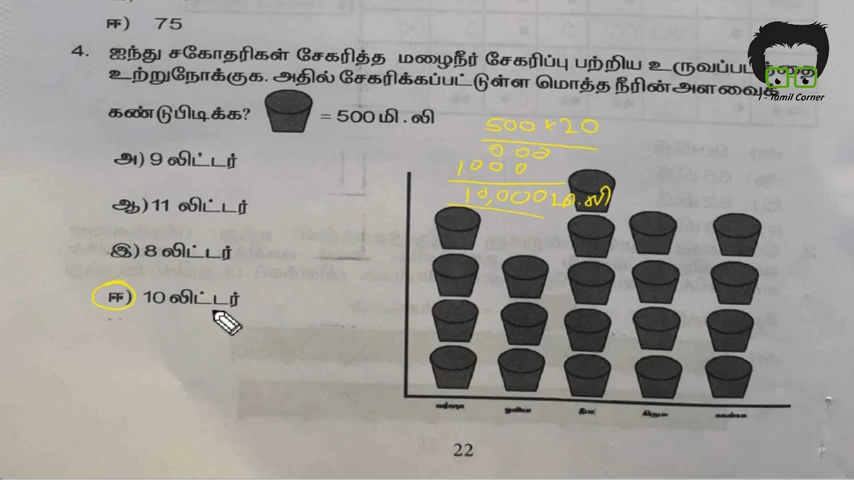 ஈ) 75
4. ஐந்து சகோதரிகள் சேகரித்த மழைநீர் சேகரிப்பு பற்றிய உருவப்படத்தை
உற்றுநோக்குக. அதில் சேகரிக்கப்பட்டுள்ள மொத்த நீரின் அளவைக்
கண்டுபிடிக்க? = 500 மி.லி
அ) 9 லிட்டர்
ஆ) 11 லிட்டர்
இ) 8 லிட்டர்
ஈ) 10 லிட்டர்
500 × 20
000
1000
10,000 மி.லி
22
I - Tamil Corner